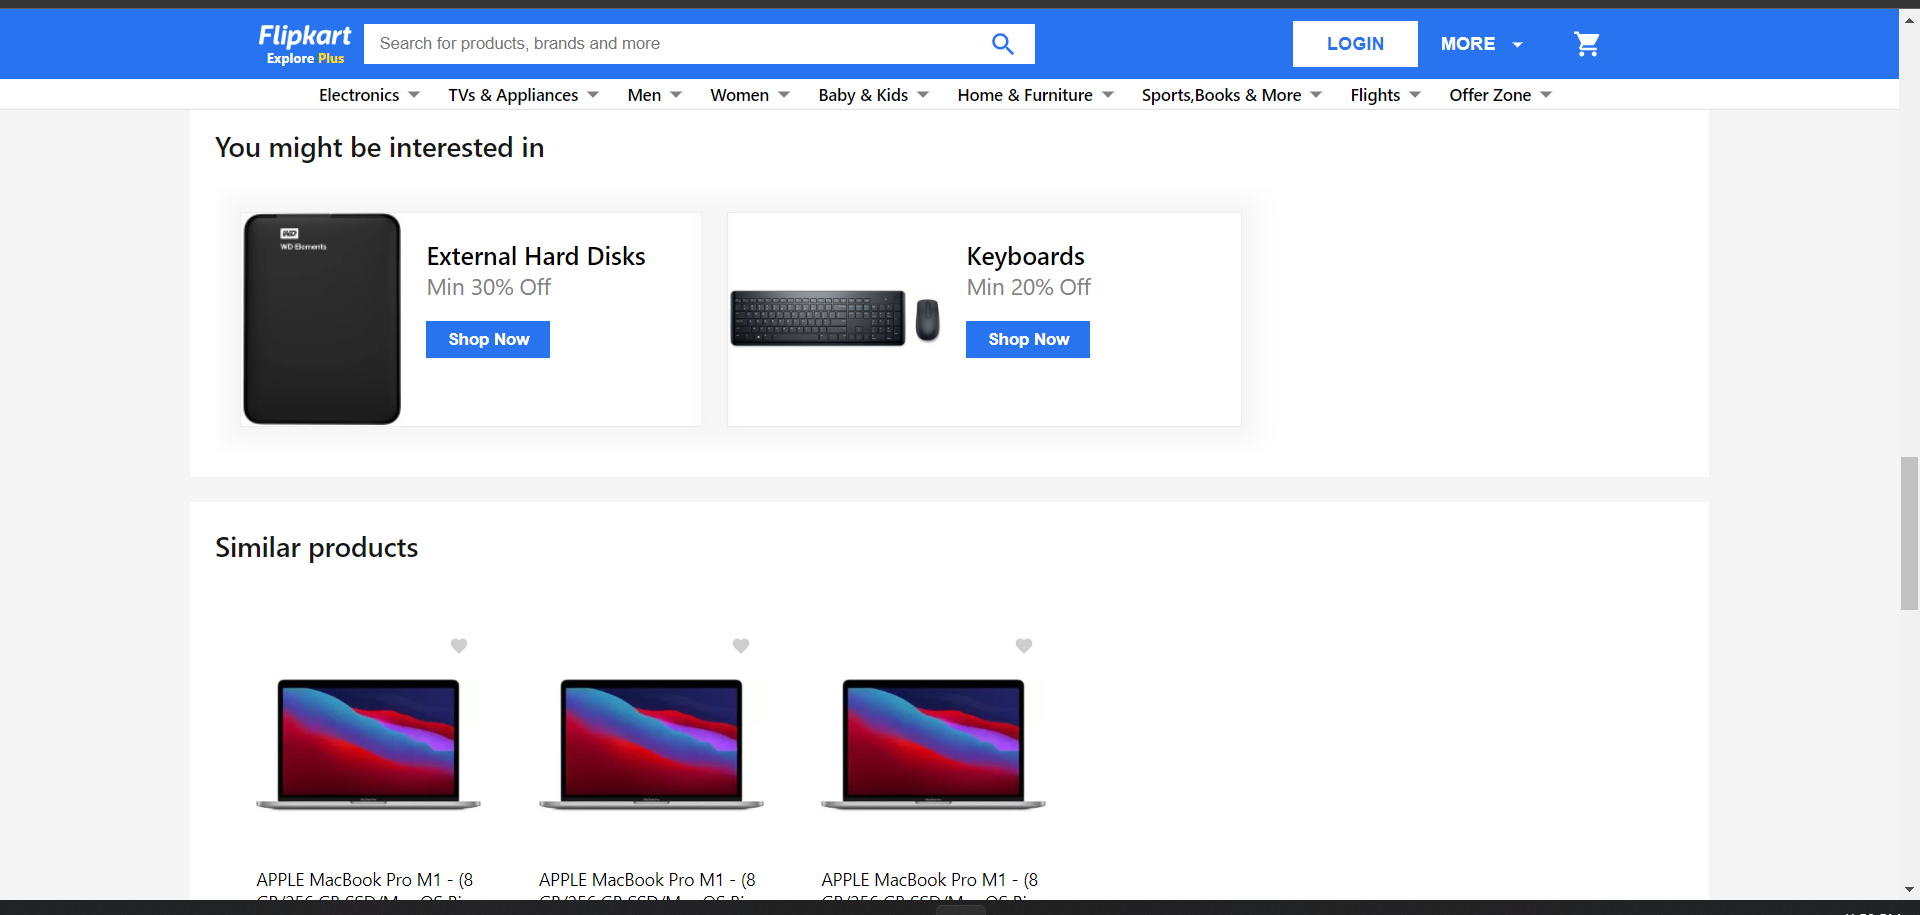 Flipkart
Explore Plus
Search for products, brands and more
LOGIN
MORE
Electronics
TVs & Appliances
Men
Women
Baby & Kids
Home & Furniture
Sports,Books & More
Flights
Offer Zone
You might be interested in
WD
WD Elements
External Hard Disks
Min 30% Off
Shop Now
Keyboards
Min 20% Off
Shop Now
Similar products
APPLE MacBook Pro M1 - (8
APPLE MacBook Pro M1 - (8
APPLE MacBook Pro M1 - (8